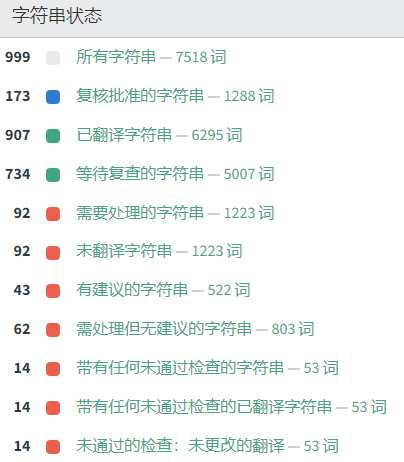 字符串状态
999 所有字符串 — 7518 词
173 复核批准的字符串 — 1288 词
907 已翻译字符串 — 6295 词
734 等待复查的字符串 — 5007 词
92 需要处理的字符串 — 1223 词
92 未翻译字符串 — 1223 词
43 有建议的字符串 — 522 词
62 需处理但无建议的字符串 — 803 词
14 带有任何未通过检查的字符串 — 53 词
14 带有任何未通过检查的已翻译字符串 — 53 词
14 未通过的检查：未更改的翻译 — 53 词